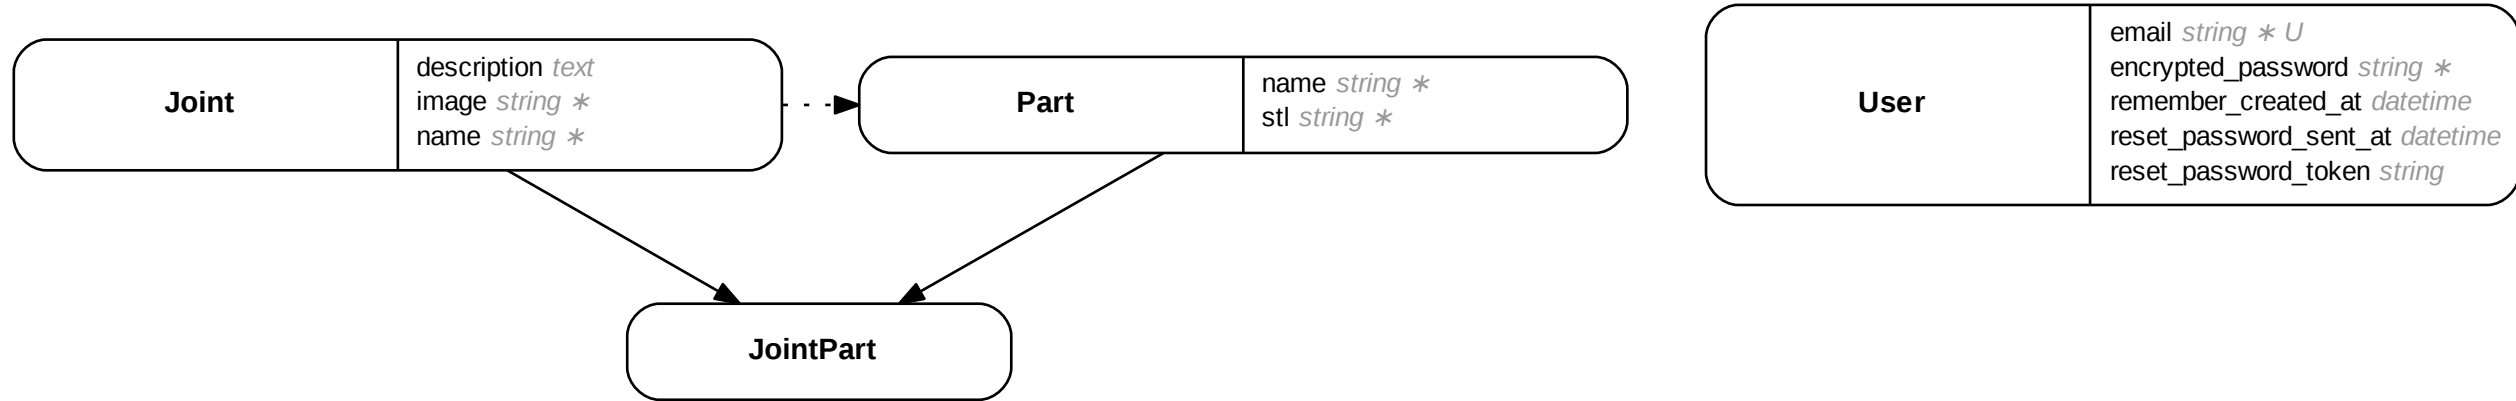 Joint
description text
image string ∗
name string ∗
Part
name string ∗
stl string ∗
User
email string ∗ U
encrypted_password string ∗
remember_created_at datetime
reset_password_sent_at datetime
reset_password_token string
JointPart